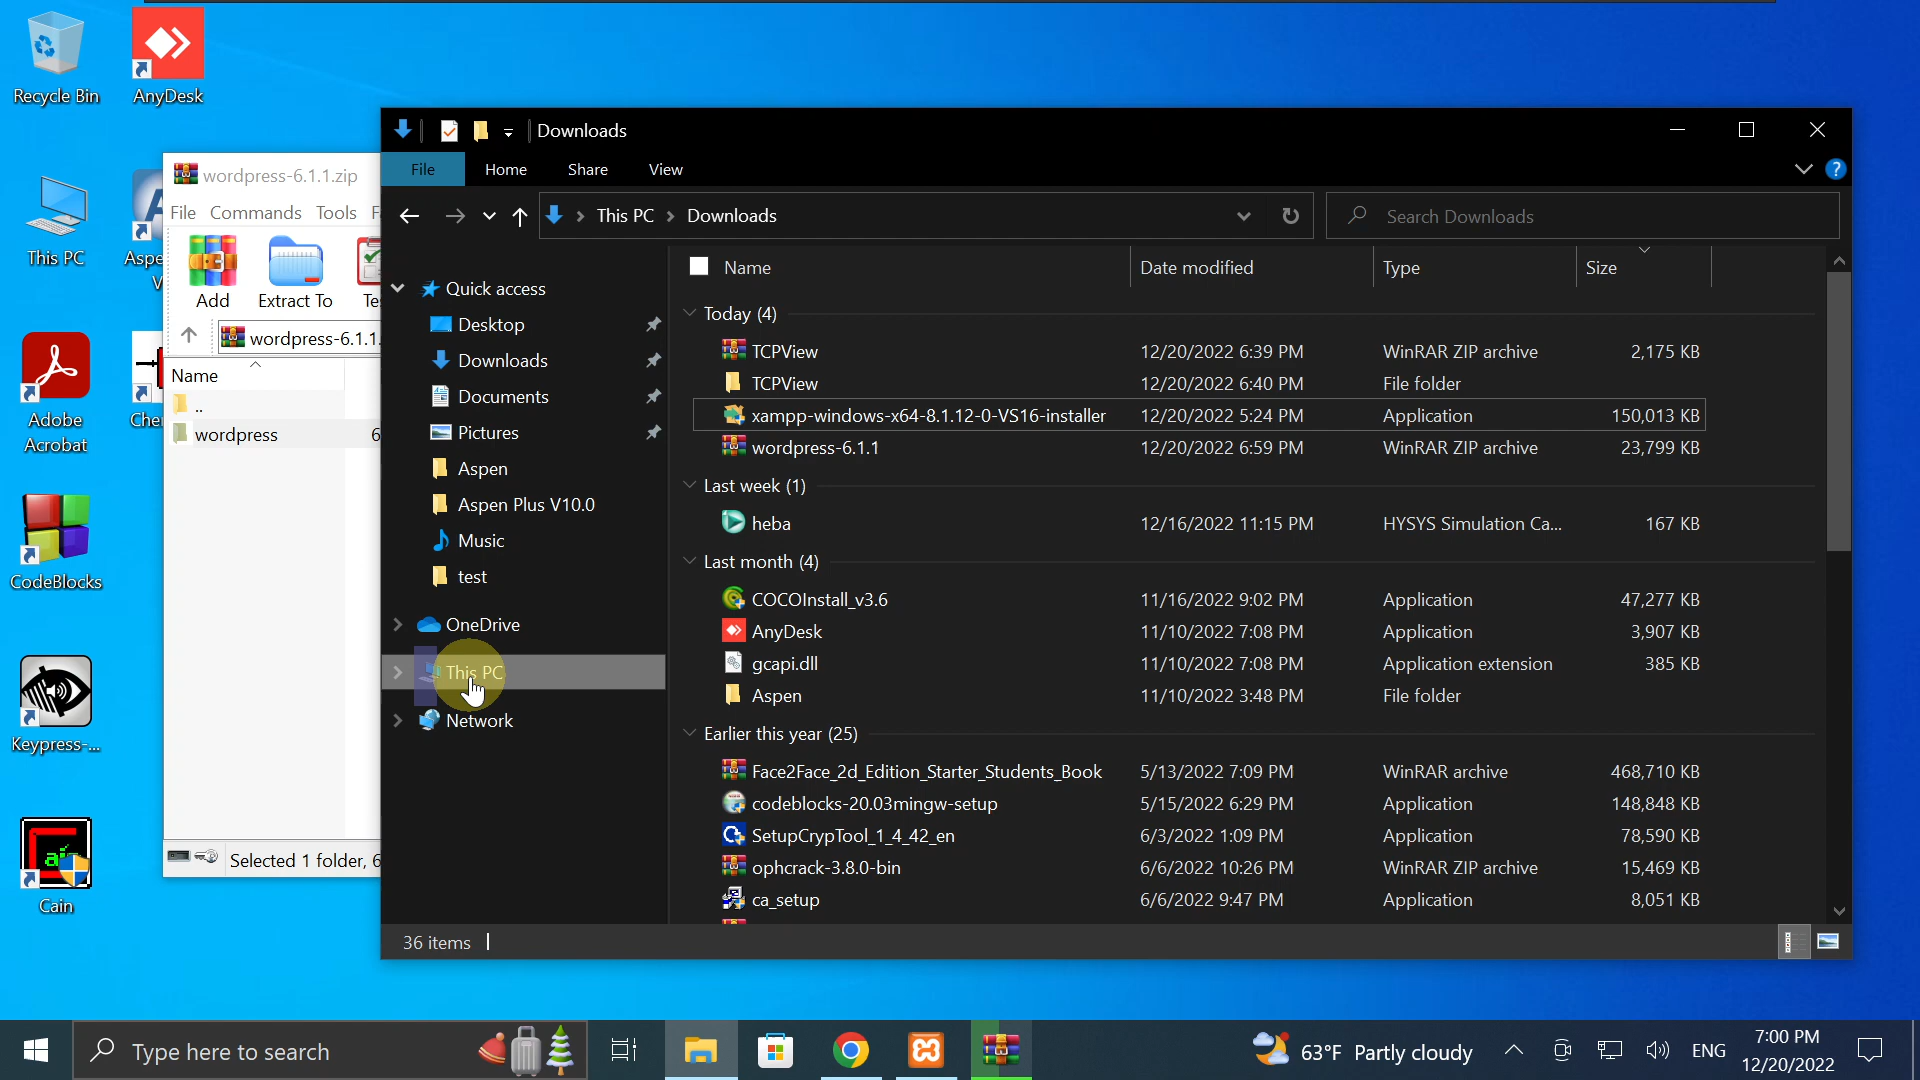 Recycle Bin
AnyDesk
This PC
Aspe
V
Adobe
Acrobat
Che
CodeBlocks
Keypress-...
Cain
wordpress-6.1.1.zip
File Commands Tools
Add
Extract To
Te
wordpress-6.1.1.
Name
..
wordpress 6
Selected 1 folder, 6
Downloads
File Home Share View
This PC > Downloads
Search Downloads
Quick access
Desktop
Downloads
Documents
Pictures
Aspen
Aspen Plus V10.0
Music
test
OneDrive
This PC
Network
Name Date modified Type Size
Today (4)
TCPView 12/20/2022 6:39 PM WinRAR ZIP archive 2,175 KB
TCPView 12/20/2022 6:40 PM File folder
xampp-windows-x64-8.1.12-0-VS16-installer 12/20/2022 5:24 PM Application 150,013 KB
wordpress-6.1.1 12/20/2022 6:59 PM WinRAR ZIP archive 23,799 KB
Last week (1)
heba 12/16/2022 11:15 PM HYSYS Simulation Ca... 167 KB
Last month (4)
COCOInstall_v3.6 11/16/2022 9:02 PM Application 47,277 KB
AnyDesk 11/10/2022 7:08 PM Application 3,907 KB
gcapi.dll 11/10/2022 7:08 PM Application extension 385 KB
Aspen 11/10/2022 3:48 PM File folder
Earlier this year (25)
Face2Face_2d_Edition_Starter_Students_Book 5/13/2022 7:09 PM WinRAR archive 468,710 KB
codeblocks-20.03mingw-setup 5/15/2022 6:29 PM Application 148,848 KB
SetupCrypTool_1_4_42_en 6/3/2022 1:09 PM Application 78,590 KB
ophcrack-3.8.0-bin 6/6/2022 10:26 PM WinRAR ZIP archive 15,469 KB
ca_setup 6/6/2022 9:47 PM Application 8,051 KB
36 items
Type here to search
63°F Partly cloudy
ENG
7:00 PM
12/20/2022